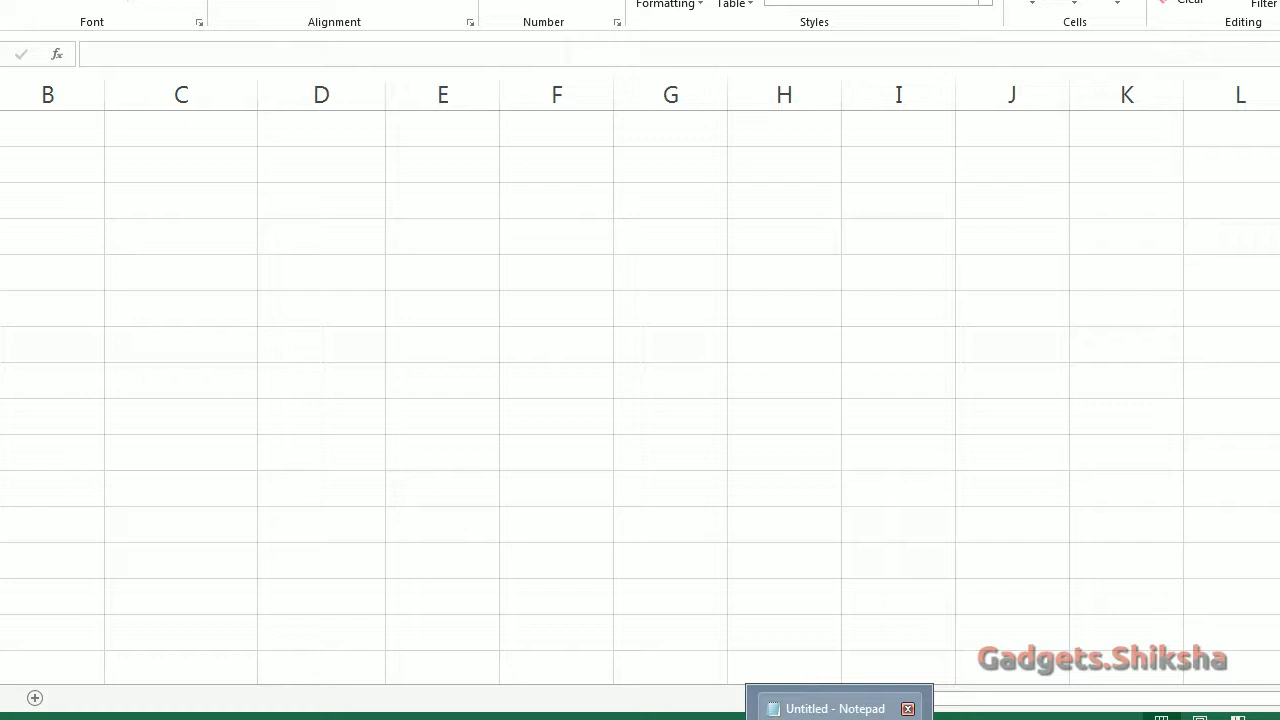 Formatting Table Clear Filter
Font Alignment Number Styles Cells Editing
fx
B C D E F G H I J K L
Gadgets.Shiksha
Untitled - Notepad